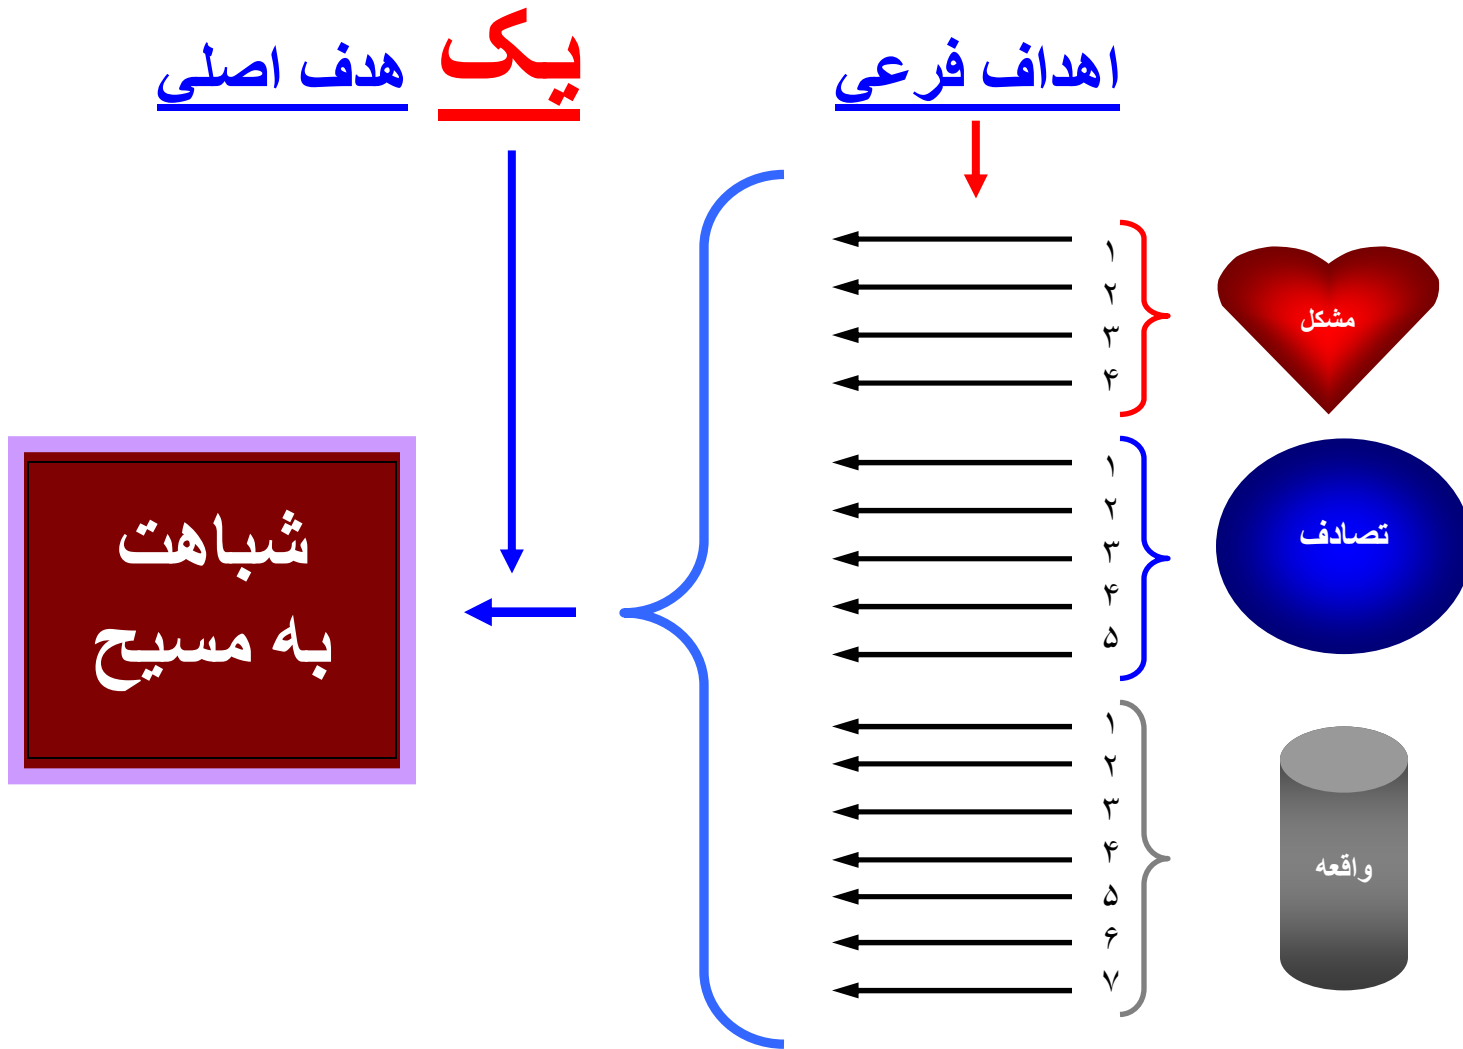 اهداف فرعی
یک هدف اصلی
مشکل
۱
۲
۳
۴
تصادف
۱
۲
۳
۴
۵
واقعه
۱
۲
۳
۴
۵
۶
۷
شباهت
به مسیح